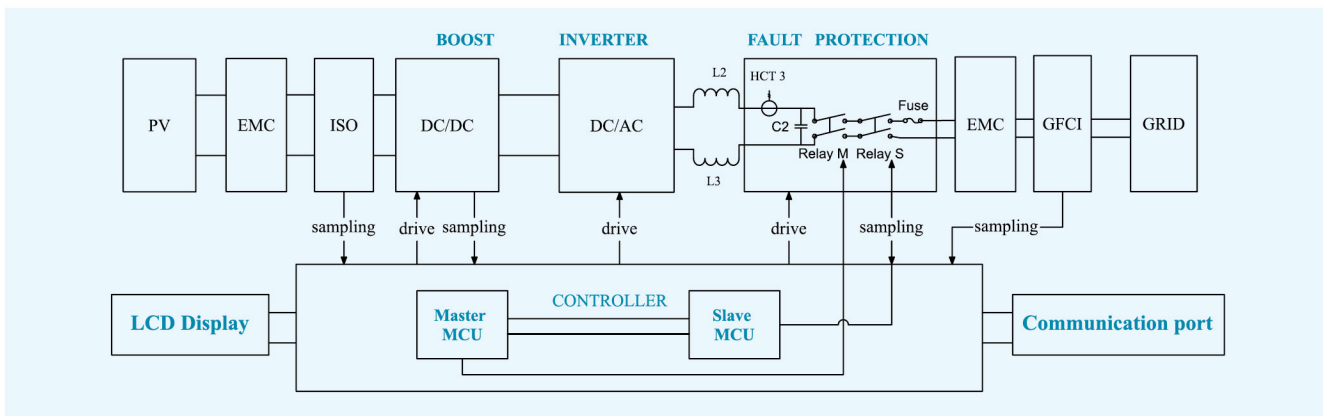 BOOST
INVERTER
FAULT PROTECTION
PV
EMC
ISO
DC/DC
DC/AC
L2
L3
HCT 3
C2
Fuse
Relay M
Relay S
EMC
GFCI
GRID
sampling
drive
sampling
drive
drive
sampling
sampling
LCD Display
CONTROLLER
Master
MCU
Slave
MCU
Communication port